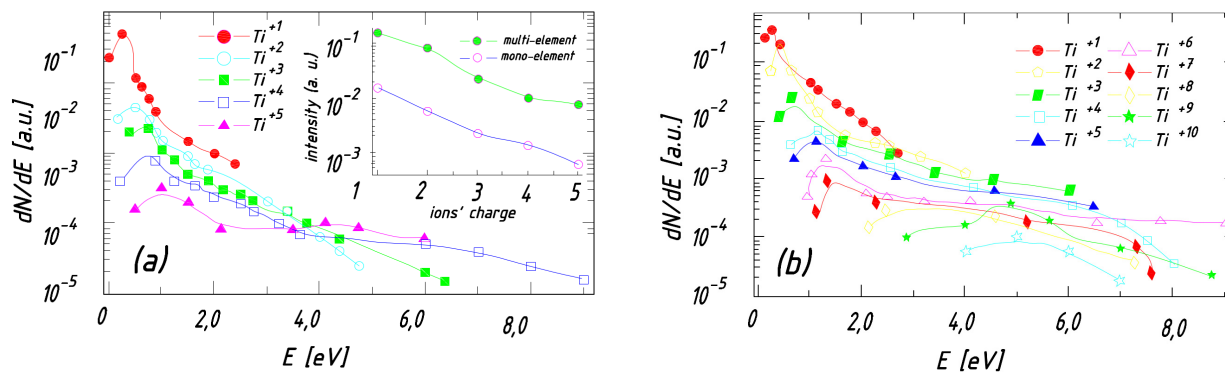 dN/dE [a.u.]
10⁻¹
10⁻²
10⁻³
10⁻⁴
10⁻⁵
Ti⁺¹
Ti⁺²
Ti⁺³
Ti⁺⁴
Ti⁺⁵
(a)
0
2,0
4,0
6,0
8,0
E [eV]
intensity (a. u.)
10⁻¹
10⁻²
10⁻³
multi-element
mono-element
1 2 3 4 5
ions' charge
dN/dE [a.u.]
10⁻¹
10⁻²
10⁻³
10⁻⁴
10⁻⁵
Ti⁺¹
Ti⁺²
Ti⁺³
Ti⁺⁴
Ti⁺⁵
Ti⁺⁶
Ti⁺⁷
Ti⁺⁸
Ti⁺⁹
Ti⁺¹⁰
(b)
0
2,0
4,0
6,0
8,0
E [eV]